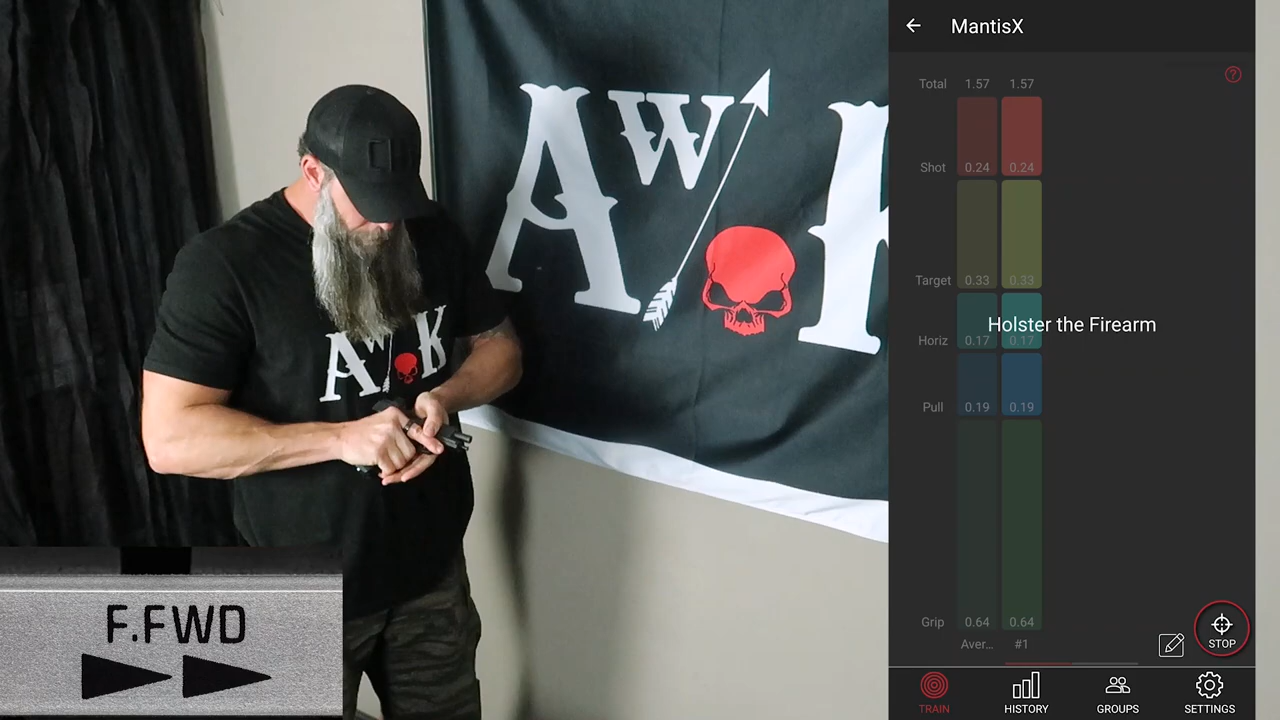 AW K
AW K
F.FWD
MantisX
Total 1.57 1.57
Shot 0.24 0.24
Target 0.33 0.33
Holster the Firearm
Horiz 0.17 0.17
Pull 0.19 0.19
Grip 0.64 0.64
Aver... #1
STOP
TRAIN HISTORY GROUPS SETTINGS